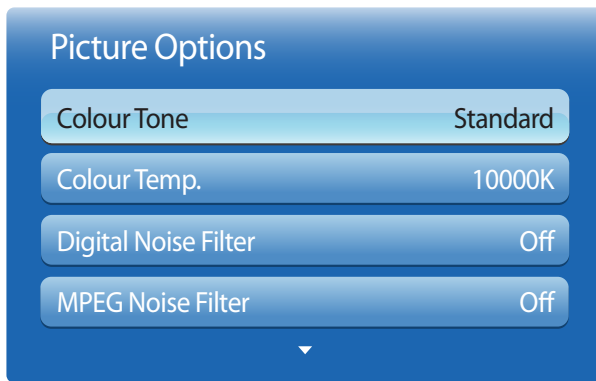 Picture Options
Colour Tone Standard
Colour Temp. 10000K
Digital Noise Filter Off
MPEG Noise Filter Off